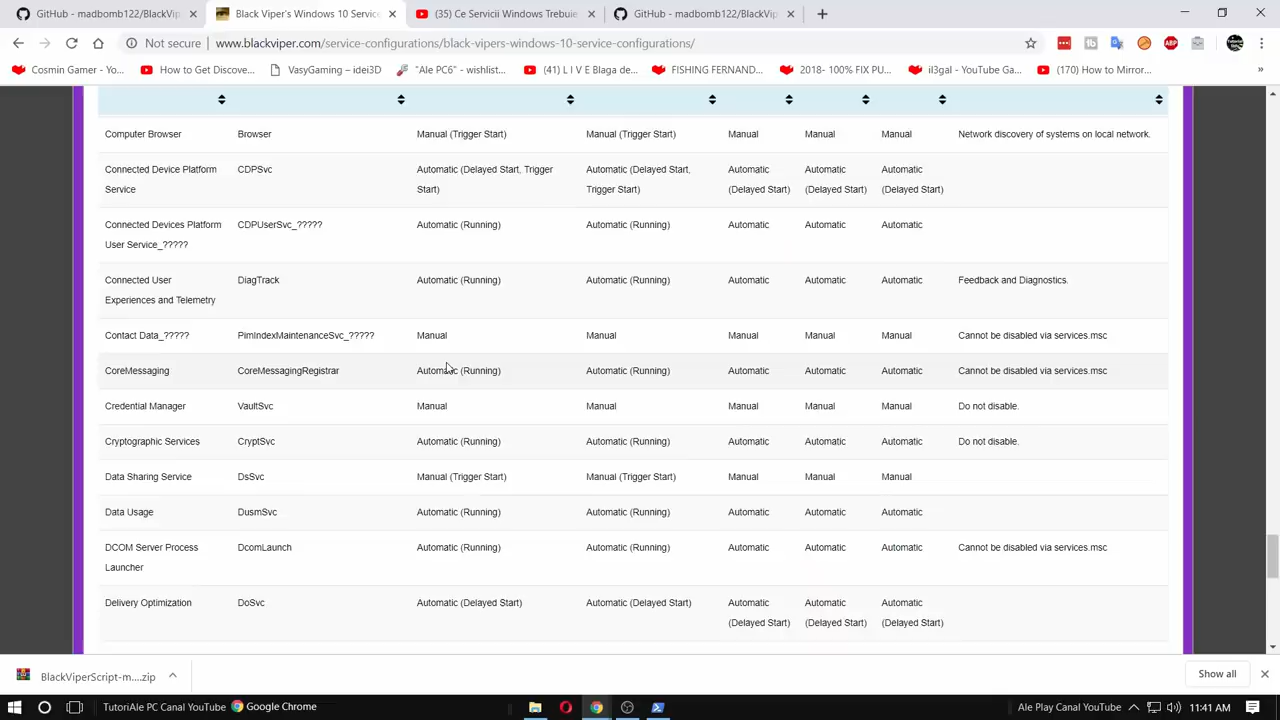 GitHub - madbomb122/BlackVip
Black Viper's Windows 10 Service
(35) Ce Servicii Windows Trebuie
GitHub - madbomb122/BlackVip
Not secure
www.blackviper.com/service-configurations/black-vipers-windows-10-service-configurations/
Cosmin Gamer - Yo...
How to Get Discove...
VasyGaming – idei3D
"Ale PC6" - wishlist...
(41) L I V E Blaga de...
FISHING FERNAND...
2018- 100% FIX PU...
il3gal - YouTube Ga...
(170) How to Mirror...
»
Computer Browser Browser Manual (Trigger Start) Manual (Trigger Start) Manual Manual Manual Network discovery of systems on local network.
Connected Device Platform CDPSvc Automatic (Delayed Start, Trigger Automatic (Delayed Start, Automatic Automatic Automatic
Service Start) Trigger Start) (Delayed Start) (Delayed Start) (Delayed Start)
Connected Devices Platform CDPUserSvc_????? Automatic (Running) Automatic (Running) Automatic Automatic Automatic
User Service_?????
Connected User DiagTrack Automatic (Running) Automatic (Running) Automatic Automatic Automatic Feedback and Diagnostics.
Experiences and Telemetry
Contact Data_????? PimIndexMaintenanceSvc_????? Manual Manual Manual Manual Manual Cannot be disabled via services.msc
CoreMessaging CoreMessagingRegistrar Automatic (Running) Automatic (Running) Automatic Automatic Automatic Cannot be disabled via services.msc
Credential Manager VaultSvc Manual Manual Manual Manual Manual Do not disable.
Cryptographic Services CryptSvc Automatic (Running) Automatic (Running) Automatic Automatic Automatic Do not disable.
Data Sharing Service DsSvc Manual (Trigger Start) Manual (Trigger Start) Manual Manual Manual
Data Usage DusmSvc Automatic (Running) Automatic (Running) Automatic Automatic Automatic
DCOM Server Process DcomLaunch Automatic (Running) Automatic (Running) Automatic Automatic Automatic Cannot be disabled via services.msc
Launcher
Delivery Optimization DoSvc Automatic (Delayed Start) Automatic (Delayed Start) Automatic Automatic Automatic
(Delayed Start) (Delayed Start) (Delayed Start)
BlackViperScript-m....zip
Show all
TutoriAle PC Canal YouTube
Google Chrome
Ale Play Canal YouTube
11:41 AM